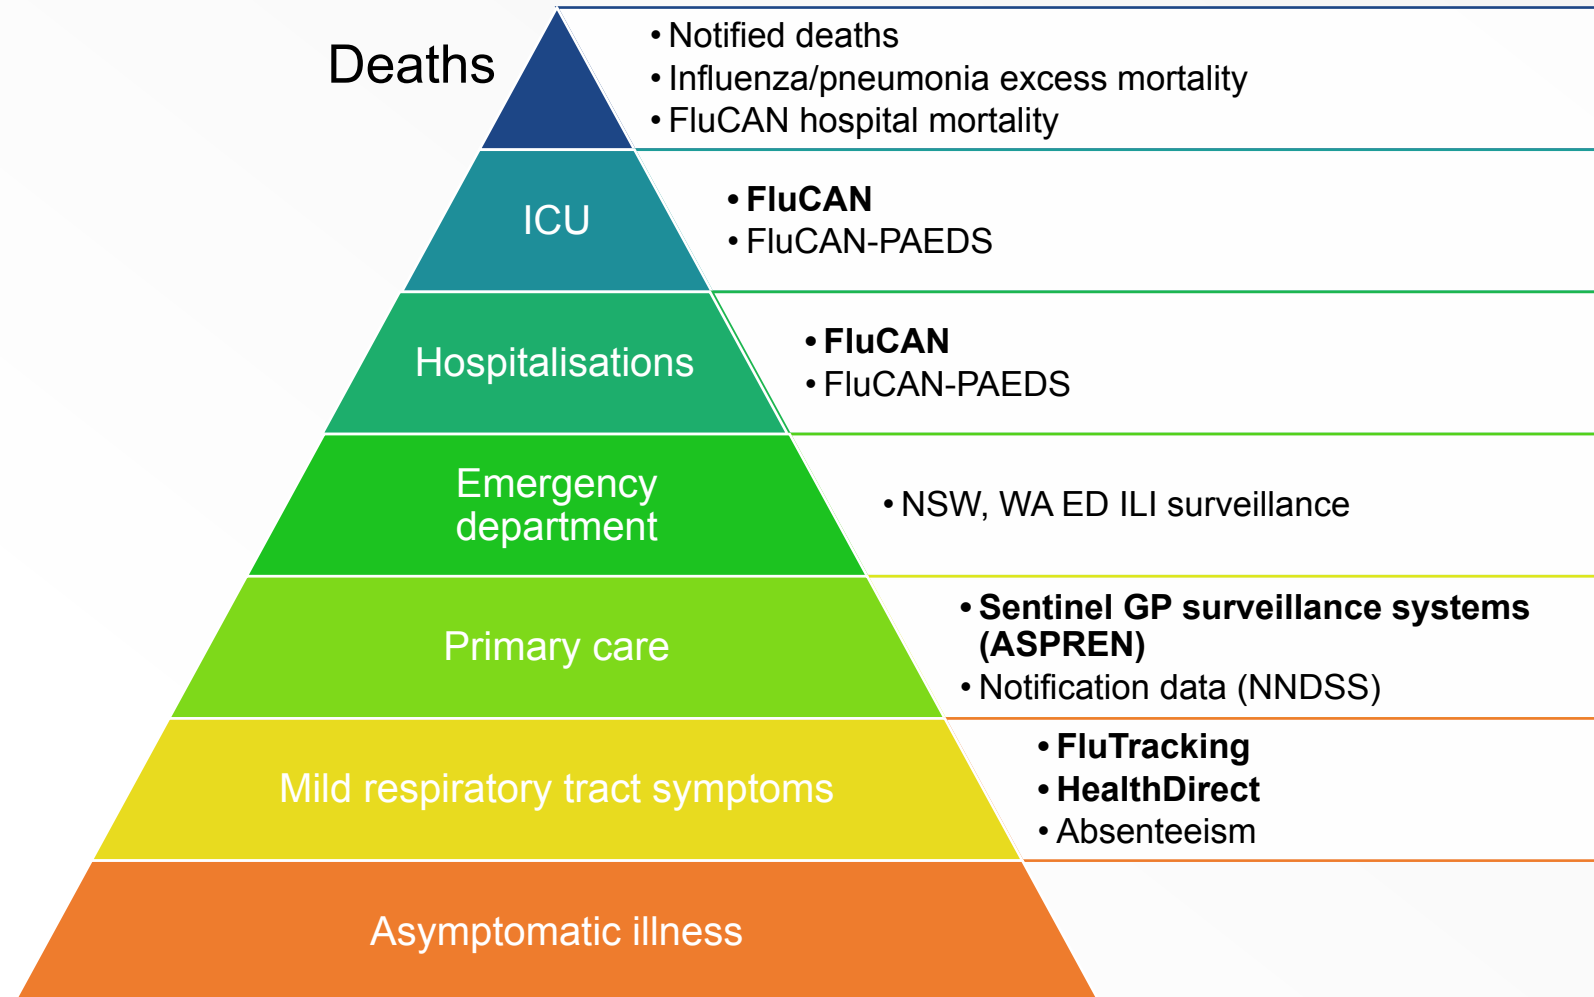 Deaths
• Notified deaths
• Influenza/pneumonia excess mortality
• FluCAN hospital mortality
ICU
• FluCAN
• FluCAN-PAEDS
Hospitalisations
• FluCAN
• FluCAN-PAEDS
Emergency
department
• NSW, WA ED ILI surveillance
Primary care
• Sentinel GP surveillance systems
(ASPREN)
• Notification data (NNDSS)
Mild respiratory tract symptoms
• FluTracking
• HealthDirect
• Absenteeism
Asymptomatic illness